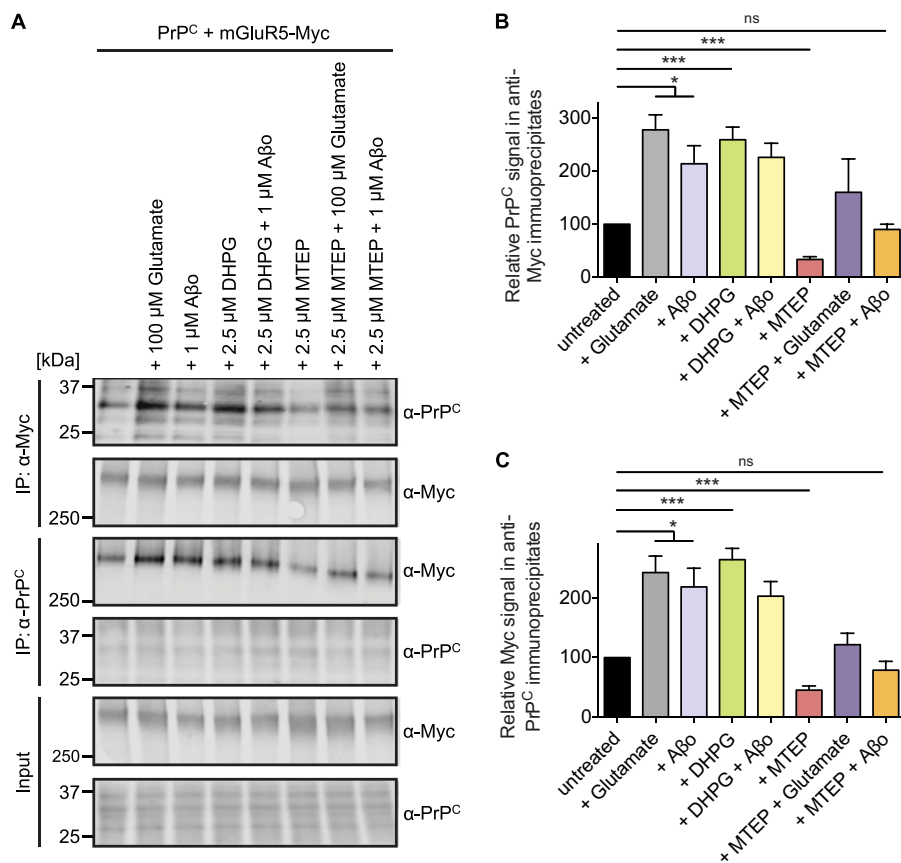 A
PrPC + mGluR5-Myc
+ 100 µM Glutamate
+ 1 µM Aβo
+ 2.5 µM DHPG
+ 2.5 µM DHPG + 1 µM Aβo
+ 2.5 µM MTEP
+ 2.5 µM MTEP + 100 µM Glutamate
+ 2.5 µM MTEP + 1 µM Aβo
[kDa]
IP: α-Myc
37
25
α-PrPC
250
α-Myc
IP: α-PrPC
250
α-Myc
37
25
α-PrPC
Input
250
α-Myc
37
25
α-PrPC
B
ns
***
***
*
Relative PrPC signal in anti-
Myc immuoprecipitates
300
200
100
0
untreated
+ Glutamate
+ Aβo
+ DHPG
+ DHPG + Aβo
+ MTEP
+ MTEP + Glutamate
+ MTEP + Aβo
C
ns
***
***
*
Relative Myc signal in anti-
PrPC immunoprecipitates
200
100
0
untreated
+ Glutamate
+ Aβo
+ DHPG
+ DHPG + Aβo
+ MTEP
+ MTEP + Glutamate
+ MTEP + Aβo